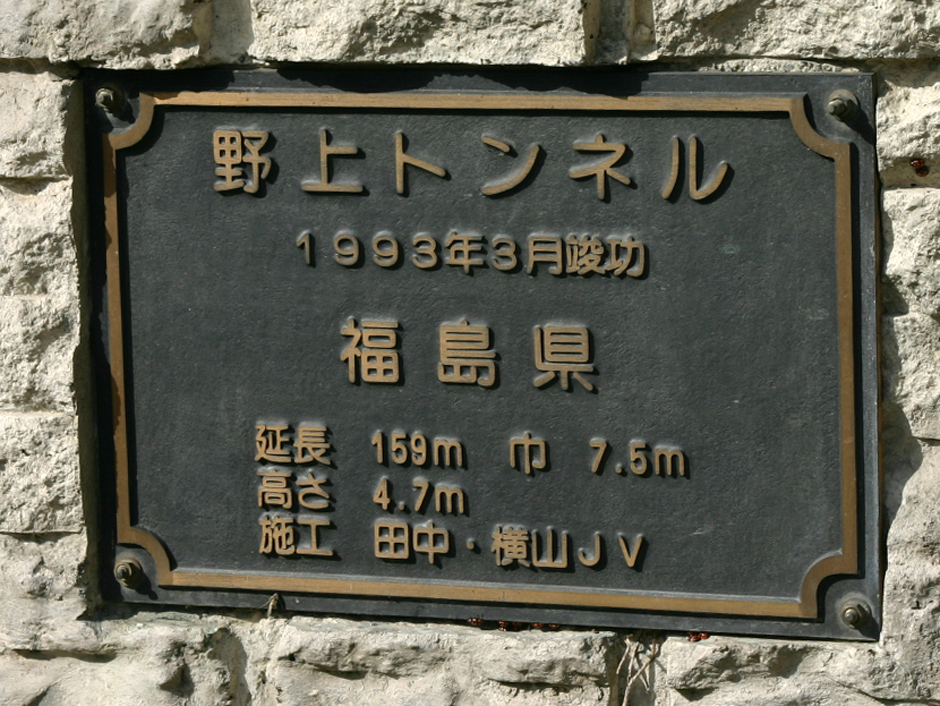 野上トンネル
1993年3月竣功
福島県
延長 159m 巾 7.5m
高さ 4.7m
施工 田中・横山JV